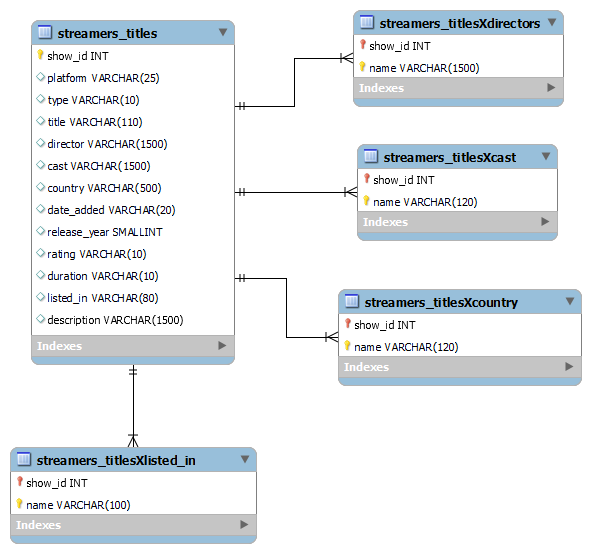 streamers_titles
show_id INT
platform VARCHAR(25)
type VARCHAR(10)
title VARCHAR(110)
director VARCHAR(1500)
cast VARCHAR(1500)
country VARCHAR(500)
date_added VARCHAR(20)
release_year SMALLINT
rating VARCHAR(10)
duration VARCHAR(10)
listed_in VARCHAR(80)
description VARCHAR(1500)
Indexes
streamers_titlesXdirectors
show_id INT
name VARCHAR(1500)
Indexes
streamers_titlesXcast
show_id INT
name VARCHAR(120)
Indexes
streamers_titlesXcountry
show_id INT
name VARCHAR(120)
Indexes
streamers_titlesXlisted_in
show_id INT
name VARCHAR(100)
Indexes